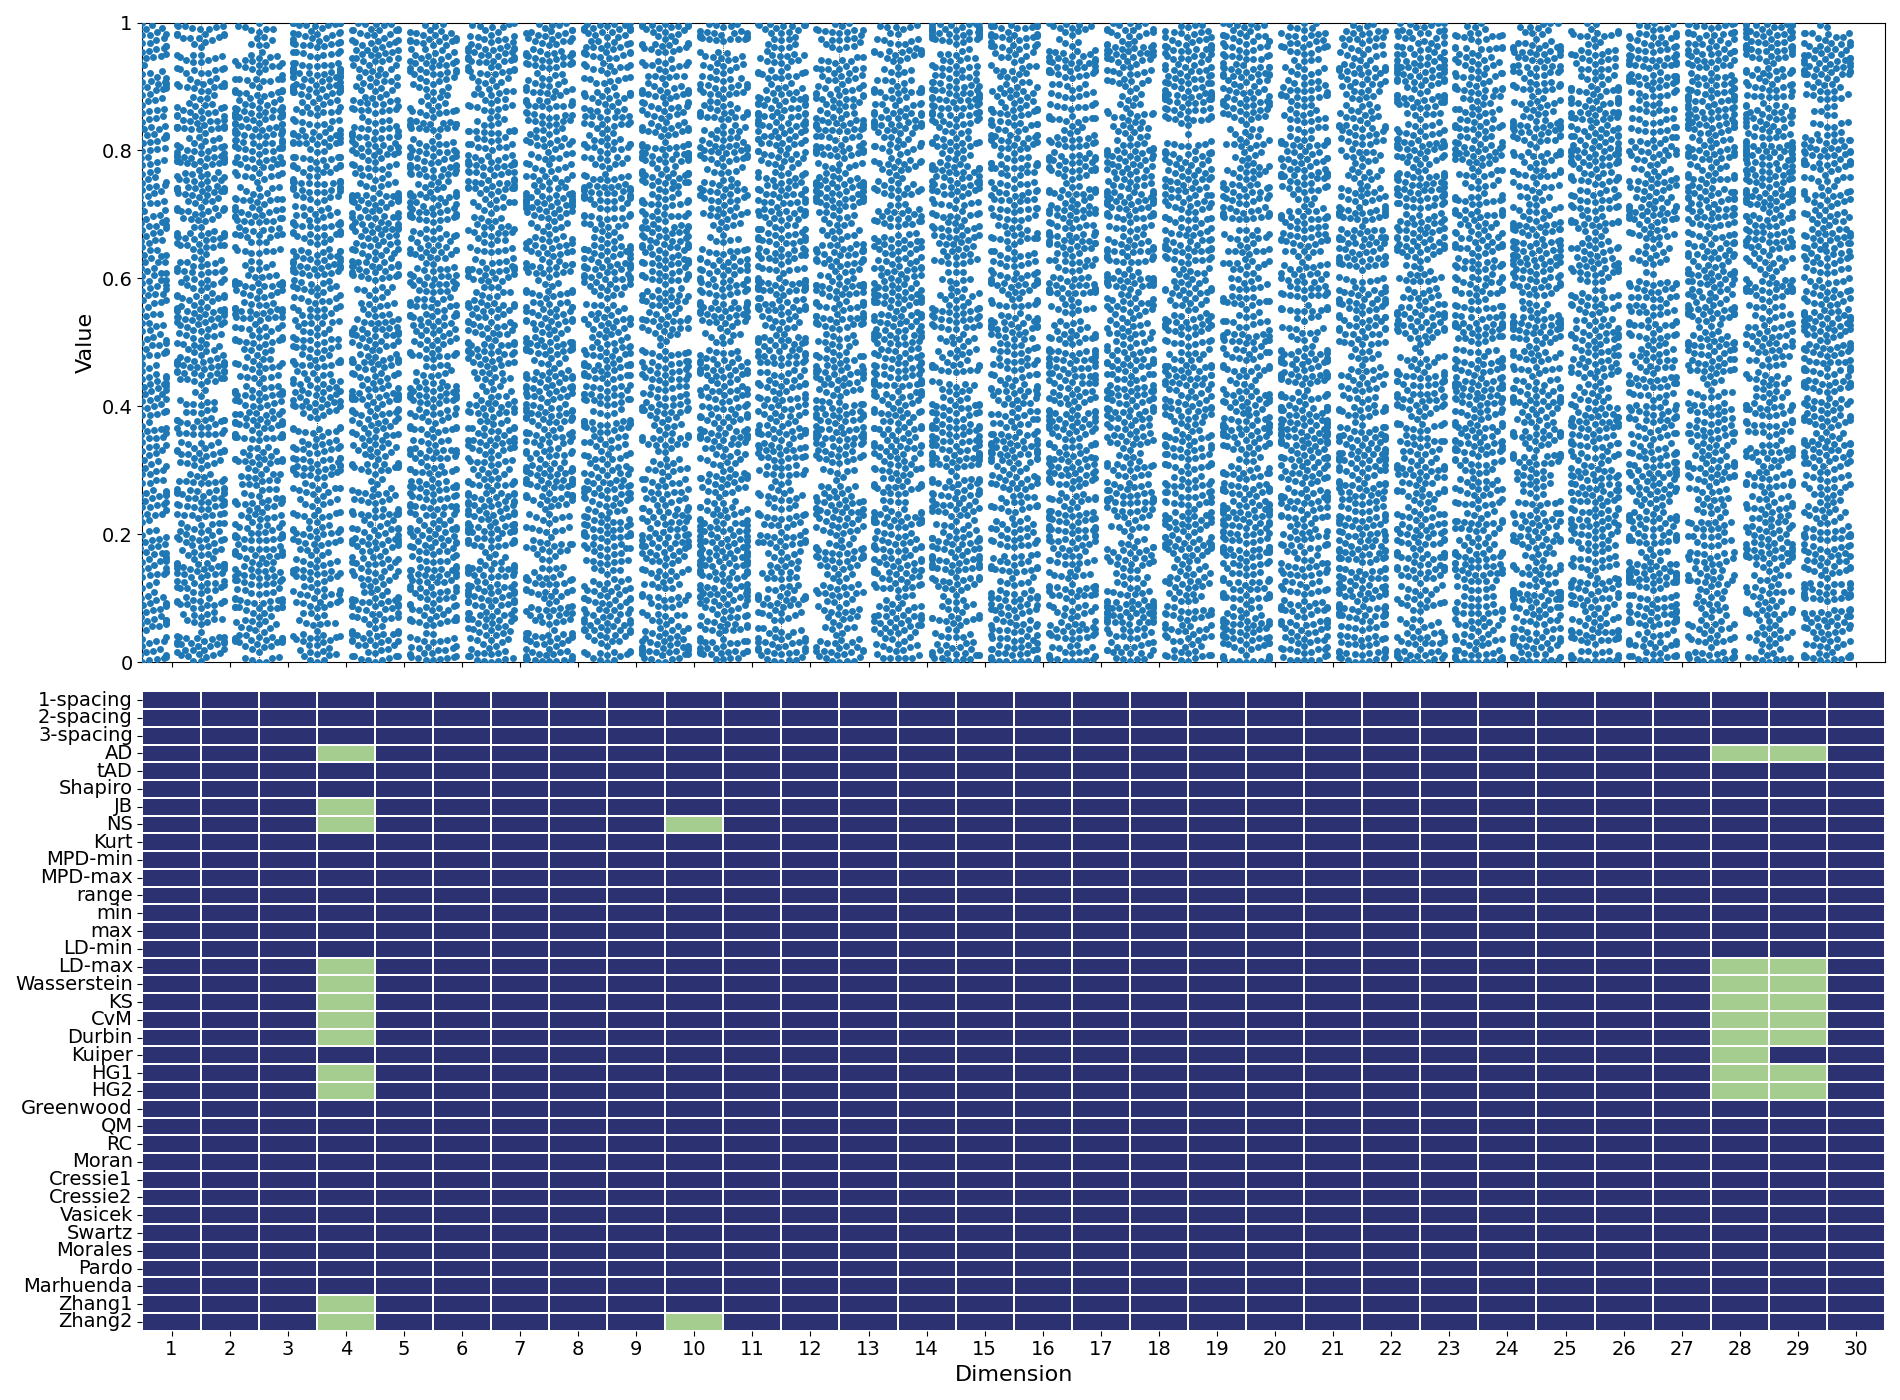 1
0.8
0.6
0.4
0.2
0
Value
1-spacing
2-spacing
3-spacing
AD
tAD
Shapiro
JB
NS
Kurt
MPD-min
MPD-max
range
min
max
LD-min
LD-max
Wasserstein
KS
CvM
Durbin
Kuiper
HG1
HG2
Greenwood
QM
RC
Moran
Cressie1
Cressie2
Vasicek
Swartz
Morales
Pardo
Marhuenda
Zhang1
Zhang2
1 2 3 4 5 6 7 8 9 10 11 12 13 14 15 16 17 18 19 20 21 22 23 24 25 26 27 28 29 30
Dimension